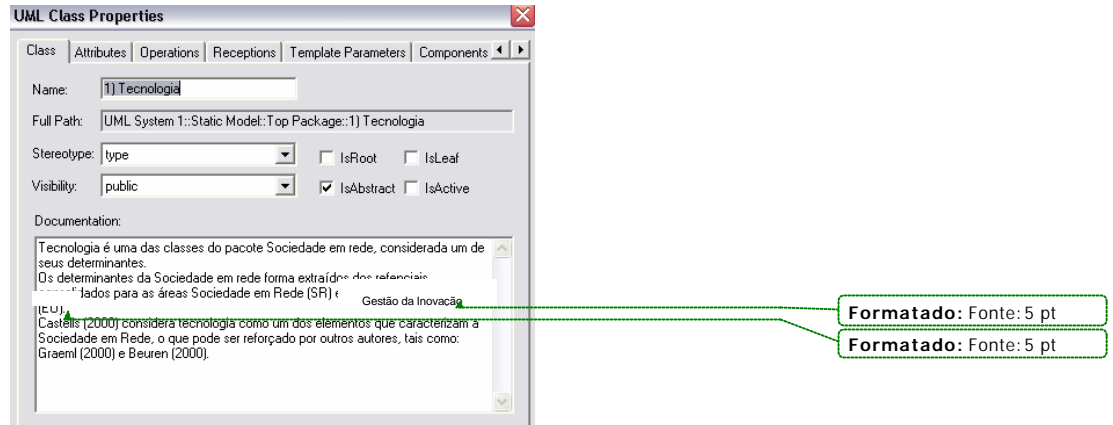 UML Class Properties
Class Attributes Operations Receptions Template Parameters Components
Name: 1) Tecnologia
Full Path: UML System 1::Static Model::Top Package::1) Tecnologia
Stereotype: type IsRoot IsLeaf
Visibility: public IsAbstract IsActive
Documentation:
Tecnologia é uma das classes do pacote Sociedade em rede, considerada um de
seus determinantes.
Os determinantes da Sociedade em rede forma extraídos dos
dados para as áreas Sociedade em Rede (SR) e Gestão da Inovação
(EU).
Castells (2000) considera tecnologia como um dos elementos que caracterizam a
Sociedade em Rede, o que pode ser reforçado por outros autores, tais como:
Graeml (2000) e Beuren (2000).
Formatado: Fonte: 5 pt
Formatado: Fonte: 5 pt